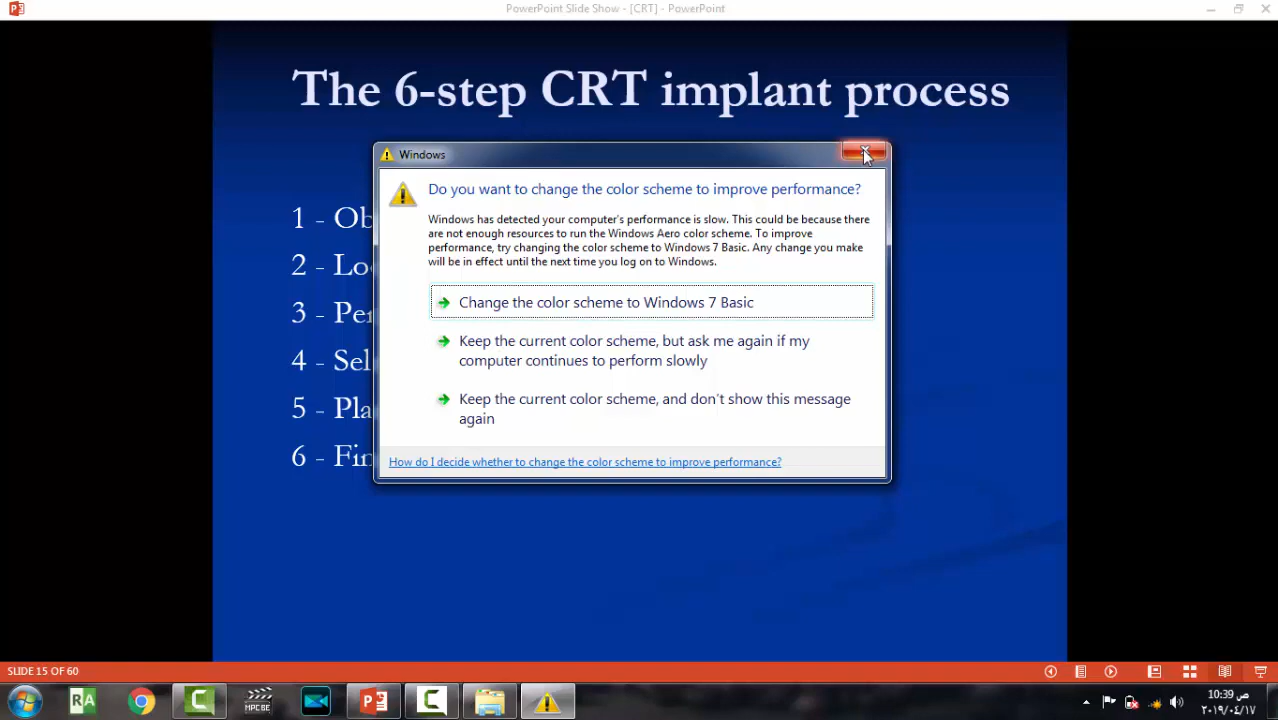 PowerPoint Slide Show - [CRT] - PowerPoint
The 6-step CRT implant process
Windows
Do you want to change the color scheme to improve performance?
Windows has detected your computer's performance is slow. This could be because there
are not enough resources to run the Windows Aero color scheme. To improve
performance, try changing the color scheme to Windows 7 Basic. Any change you make
will be in effect until the next time you log on to Windows.
Change the color scheme to Windows 7 Basic
Keep the current color scheme, but ask me again if my
computer continues to perform slowly
Keep the current color scheme, and don't show this message
again
How do I decide whether to change the color scheme to improve performance?
1 - Ob
2 - Loc
3 - Per
4 - Sel
5 - Pla
6 - Fin
SLIDE 15 OF 60
RA
MPC BE
10:39 ص
٢٠١٩/٠٤/١٧